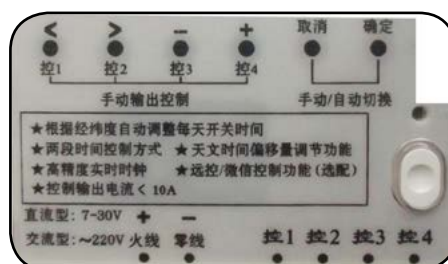 < > − + 取消 确定
控1 控2 控3 控4
手动输出控制 手动/自动切换
★根据经纬度自动调整每天开关时间
★两段时间控制方式 ★天文时间偏移量调节功能
★高精度实时时钟 ★远控/微信控制功能(选配)
★控制输出电流< 10A
直流型: 7-30V + −
交流型: ~220V 火线 零线 控1 控2 控3 控4